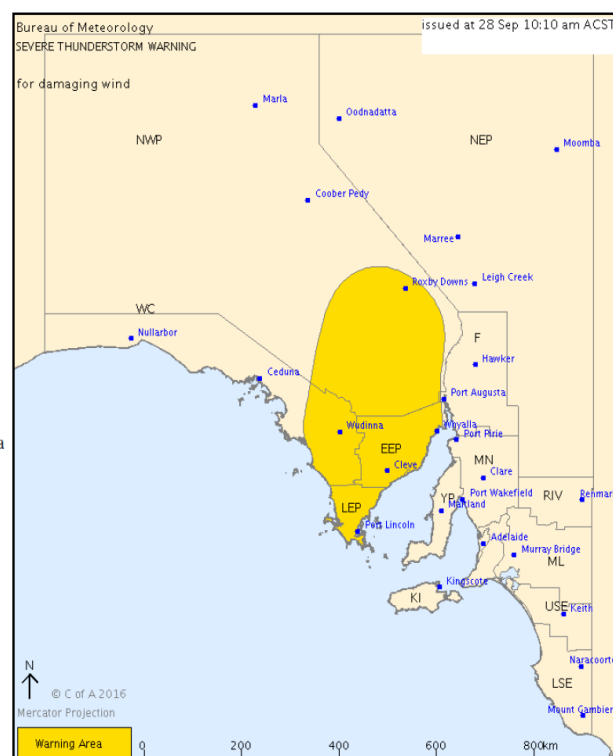 Bureau of Meteorology
issued at 28 Sep 10:10 am ACST
SEVERE THUNDERSTORM WARNING
for damaging wind
Marla
Oodnadatta
NWP
NEP
Moomba
Coober Pedy
Marree
Roxby Downs
Leigh Creek
WC
Nullarbor
F
Hawker
Ceduna
Port Augusta
Wudinna
Whyalla
Port Pirie
a
EEP
MN
Cleve
Clare
YP
Port Wakefield
RIV
Renmar
LEP
Maitland
Port Lincoln
Adelaide
Murray Bridge
ML
Kingscote
KI
USE
Keith
N
Naracoorte
LSE
© C of A 2016
Mercator Projection
Mount Gambier
Warning Area
0
200
400
600
800km